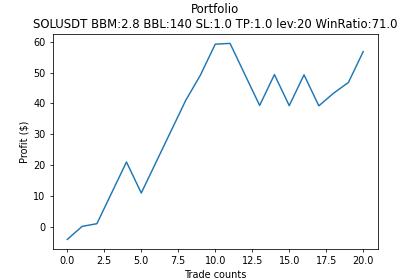 Portfolio
SOLUSDT BBM:2.8 BBL:140 SL:1.0 TP:1.0 lev:20 WinRatio:71.0
Profit ($)
60
50
40
30
20
10
0
0.0 2.5 5.0 7.5 10.0 12.5 15.0 17.5 20.0
Trade counts